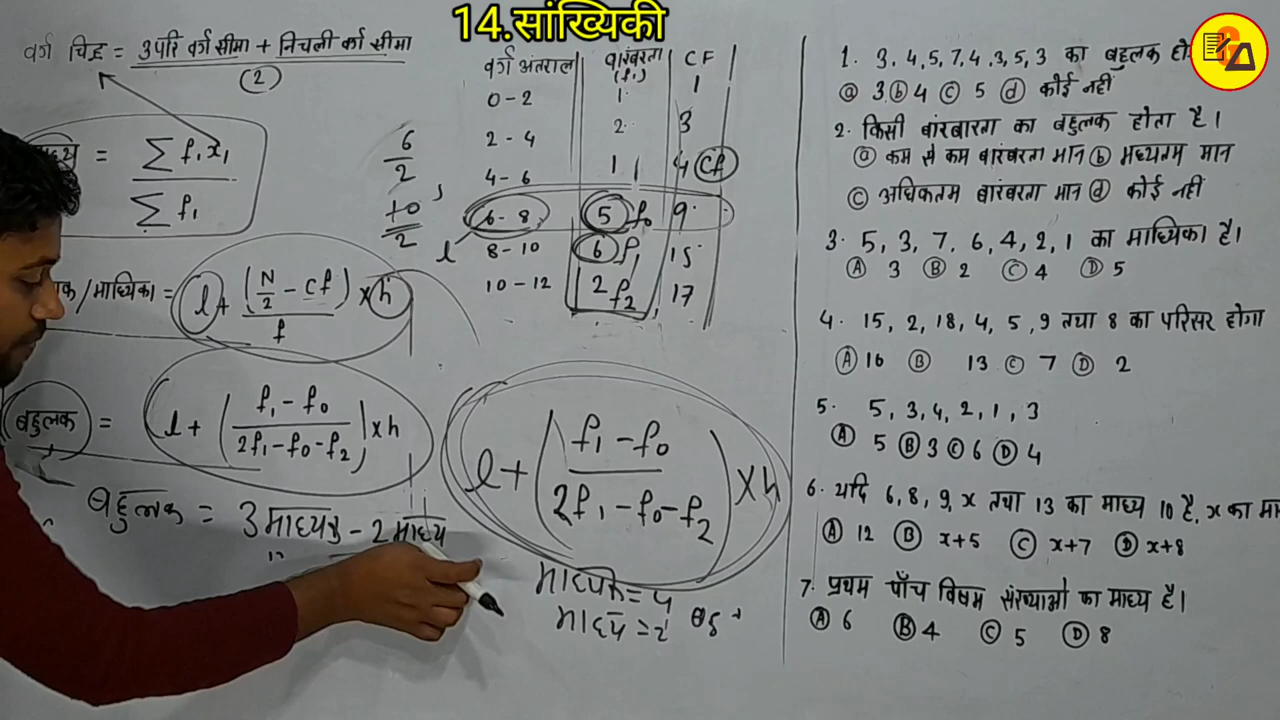 14.सांख्यिकी
वर्ग चिह्न = उपरि वर्ग सीमा + निचली वर्ग सीमा
(2)
= Σ f₁x₁
Σ f₁
6
2
10
2
/माध्यिका = l + (N/2 - cf) × h
f
बहुलक = l + (f₁ - f₀ / 2f₁ - f₀ - f₂) × h
बहुलक = 3 माध्यक - 2 माध्य
वर्ग अंतराल बारंबरता (f₁) CF
0-2 1 1
2-4 2 3
4-6 1 4 Cf
6-8 5 f₀ 9
l 8-10 6 f₁ 15
10-12 2 f₂ 17
l + (f₁ - f₀ / 2f₁ - f₀ - f₂) × h
माध्यक = 4
माध्य = 2
1. 3, 4, 5, 7, 4, 3, 5, 3 का बहुलक
ⓐ 3 ⓑ 4 ⓒ 5 ⓓ कोई नहीं
2. किसी बारंबारता का बहुलक होता है।
ⓐ कम से कम बारंबरता मान ⓑ मध्यतम मान
ⓒ अधिकतम बारंबरता मान ⓓ कोई नहीं
3. 5, 3, 7, 6, 4, 2, 1 का माध्यिका है।
Ⓐ 3 Ⓑ 2 Ⓒ 4 Ⓓ 5
4. 15, 2, 18, 4, 5, 9 तथा 8 का परिसर होगा
Ⓐ 16 Ⓑ 13 Ⓒ 7 Ⓓ 2
5. 5, 3, 4, 2, 1, 3
Ⓐ 5 Ⓑ 3 Ⓒ 6 Ⓓ 4
6. यदि 6, 8, 9, x तथा 13 का माध्य 10 है, x का
Ⓐ 12 Ⓑ x+5 Ⓒ x+7 Ⓓ x+8
7. प्रथम पाँच विषम संख्याओ का माध्य है।
Ⓐ 6 Ⓑ 4 Ⓒ 5 Ⓓ 8